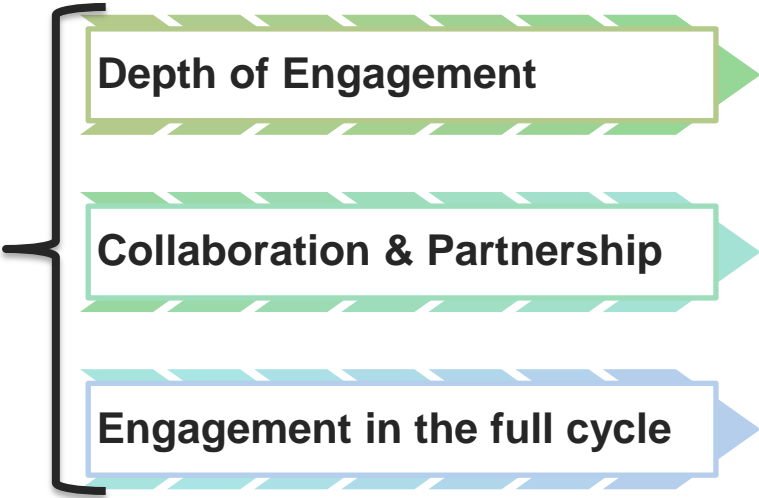 Depth of Engagement
Collaboration & Partnership
Engagement in the full cycle